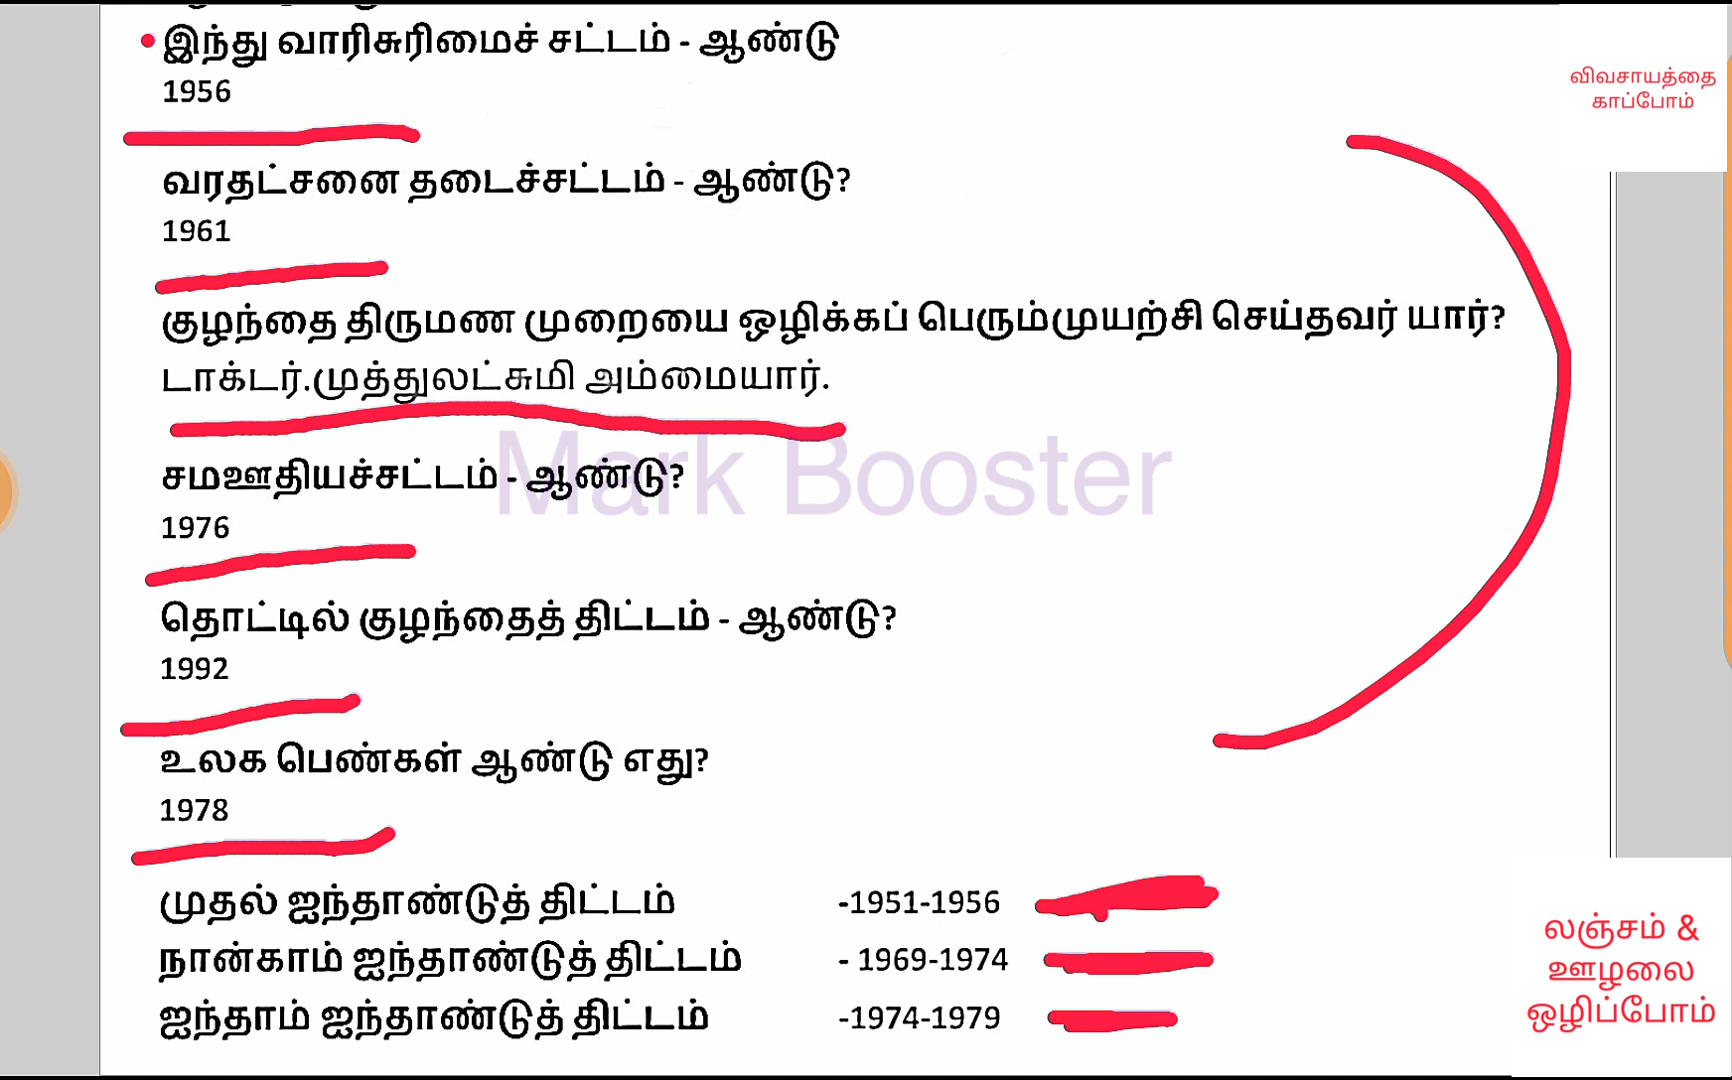 இந்து வாரிசுரிமைச் சட்டம் - ஆண்டு
1956
விவசாயத்தை
காப்போம்
வரதட்சனை தடைச்சட்டம் - ஆண்டு?
1961
குழந்தை திருமண முறையை ஒழிக்கப் பெரும்முயற்சி செய்தவர் யார்?
டாக்டர்.முத்துலட்சுமி அம்மையார்.
Mark Booster
சமஊதியச்சட்டம் - ஆண்டு?
1976
தொட்டில் குழந்தைத் திட்டம் - ஆண்டு?
1992
உலக பெண்கள் ஆண்டு எது?
1978
முதல் ஐந்தாண்டுத் திட்டம் -1951-1956
நான்காம் ஐந்தாண்டுத் திட்டம் - 1969-1974
ஐந்தாம் ஐந்தாண்டுத் திட்டம் -1974-1979
லஞ்சம் &
ஊழலை
ஒழிப்போம்